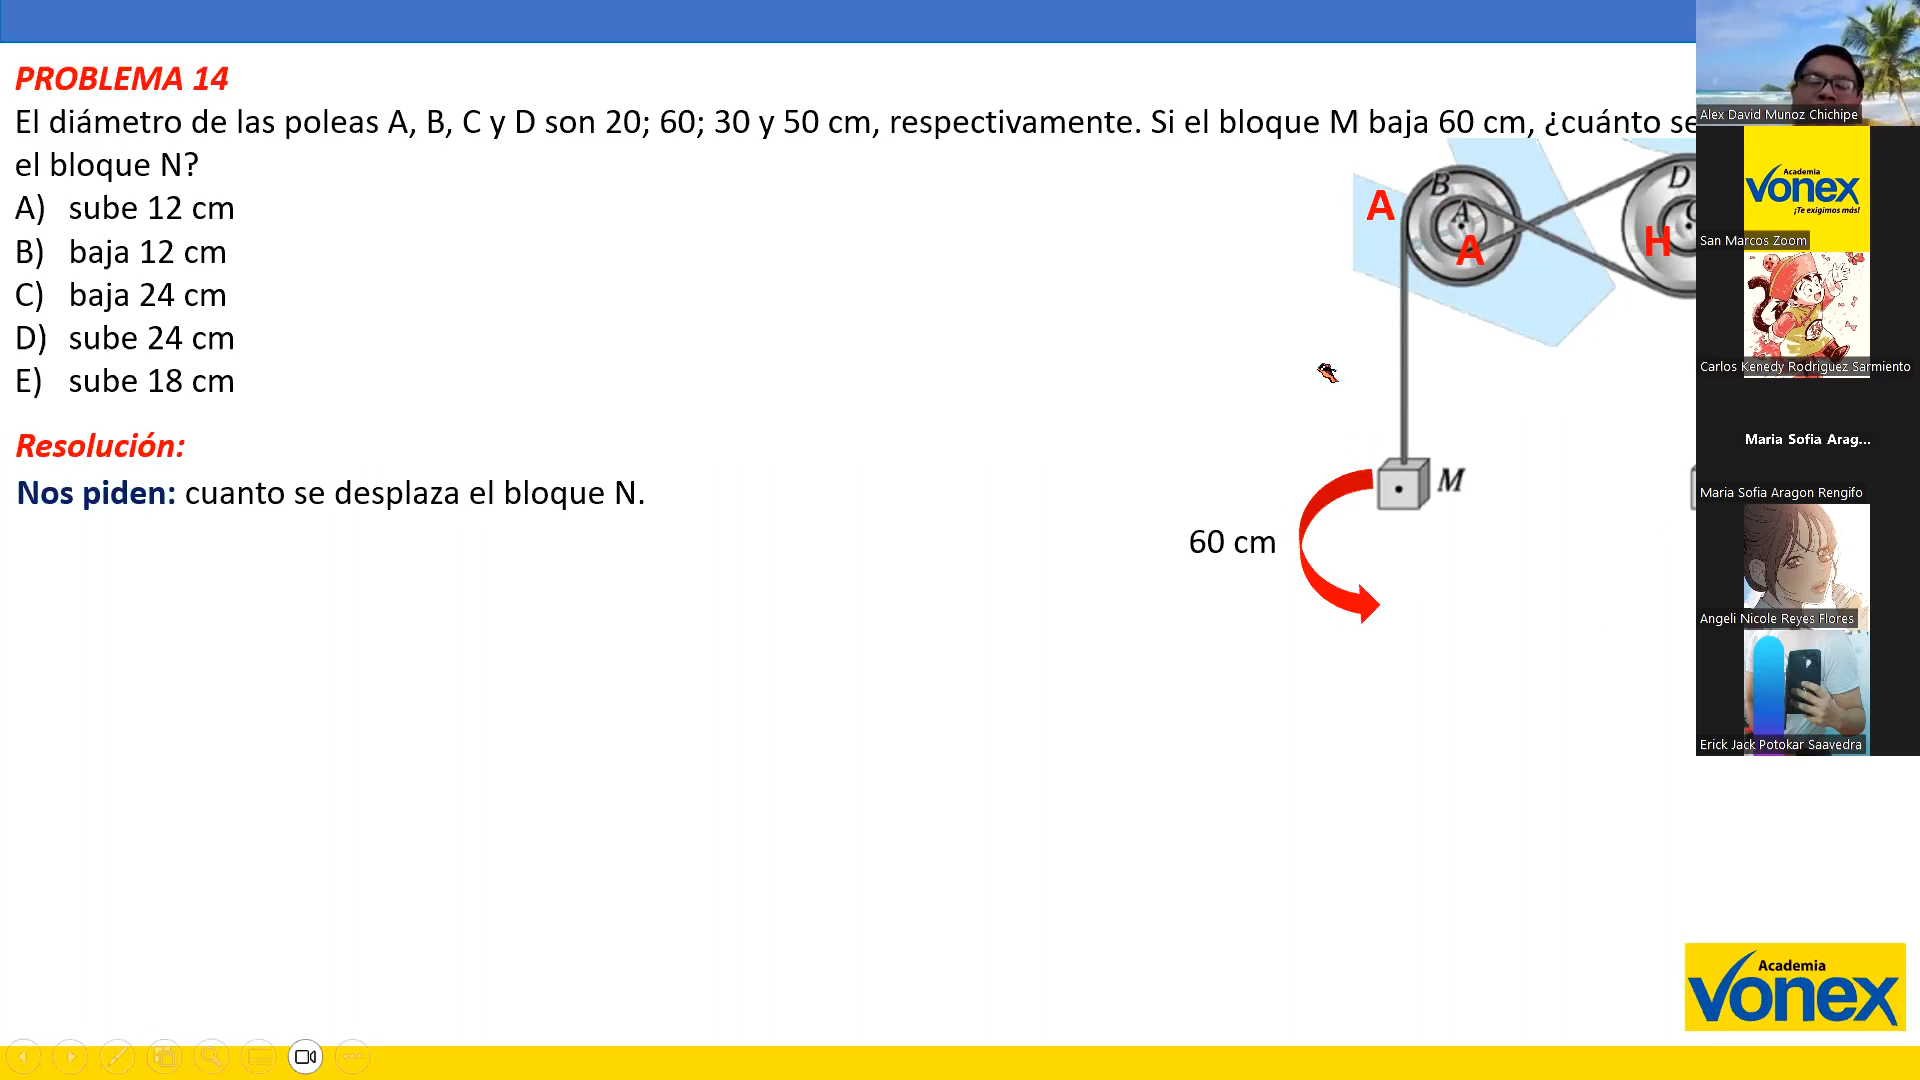 PROBLEMA 14
El diámetro de las poleas A, B, C y D son 20; 60; 30 y 50 cm, respectivamente. Si el bloque M baja 60 cm, ¿cuánto se
el bloque N?
A) sube 12 cm
B) baja 12 cm
C) baja 24 cm
D) sube 24 cm
E) sube 18 cm
Resolución:
Nos piden: cuanto se desplaza el bloque N.
A
B
A
A
D
H
M
60 cm
Alex David Munoz Chichipe
Academia
vonex
¡Te exigimos más!
San Marcos Zoom
Carlos Kenedy Rodriguez Sarmiento
Maria Sofia Arag...
Maria Sofia Aragon Rengifo
Angeli Nicole Reyes Flores
Erick Jack Potokar Saavedra
Academia
vonex